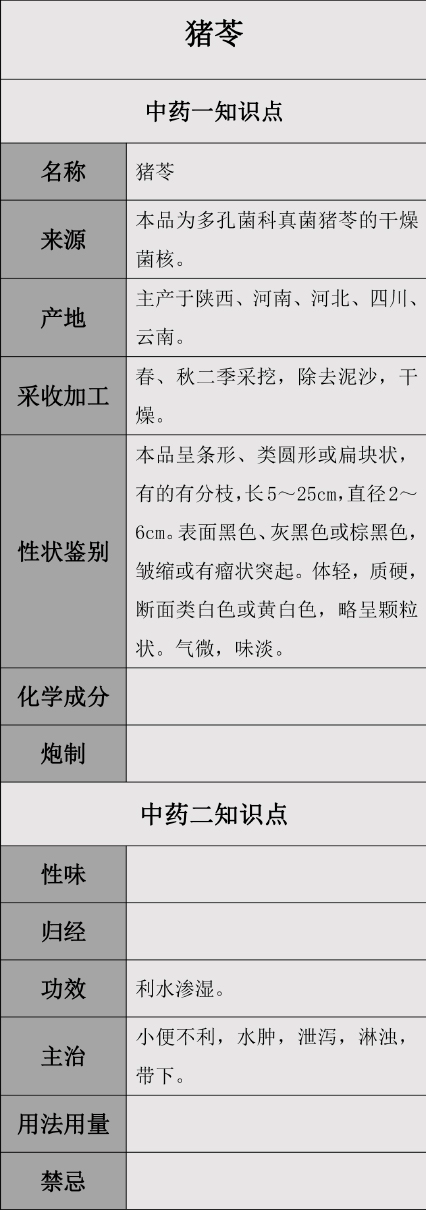 猪苓
中药一知识点
名称
猪苓
来源
本品为多孔菌科真菌猪苓的干燥
菌核。
产地
主产于陕西、河南、河北、四川、
云南。
采收加工
春、秋二季采挖，除去泥沙，干
燥。
性状鉴别
本品呈条形、类圆形或扁块状，
有的有分枝，长5～25cm，直径2～
6cm。表面黑色、灰黑色或棕黑色，
皱缩或有瘤状突起。体轻，质硬，
断面类白色或黄白色，略呈颗粒
状。气微，味淡。
化学成分
炮制
中药二知识点
性味
归经
功效
利水渗湿。
主治
小便不利，水肿，泄泻，淋浊，
带下。
用法用量
禁忌